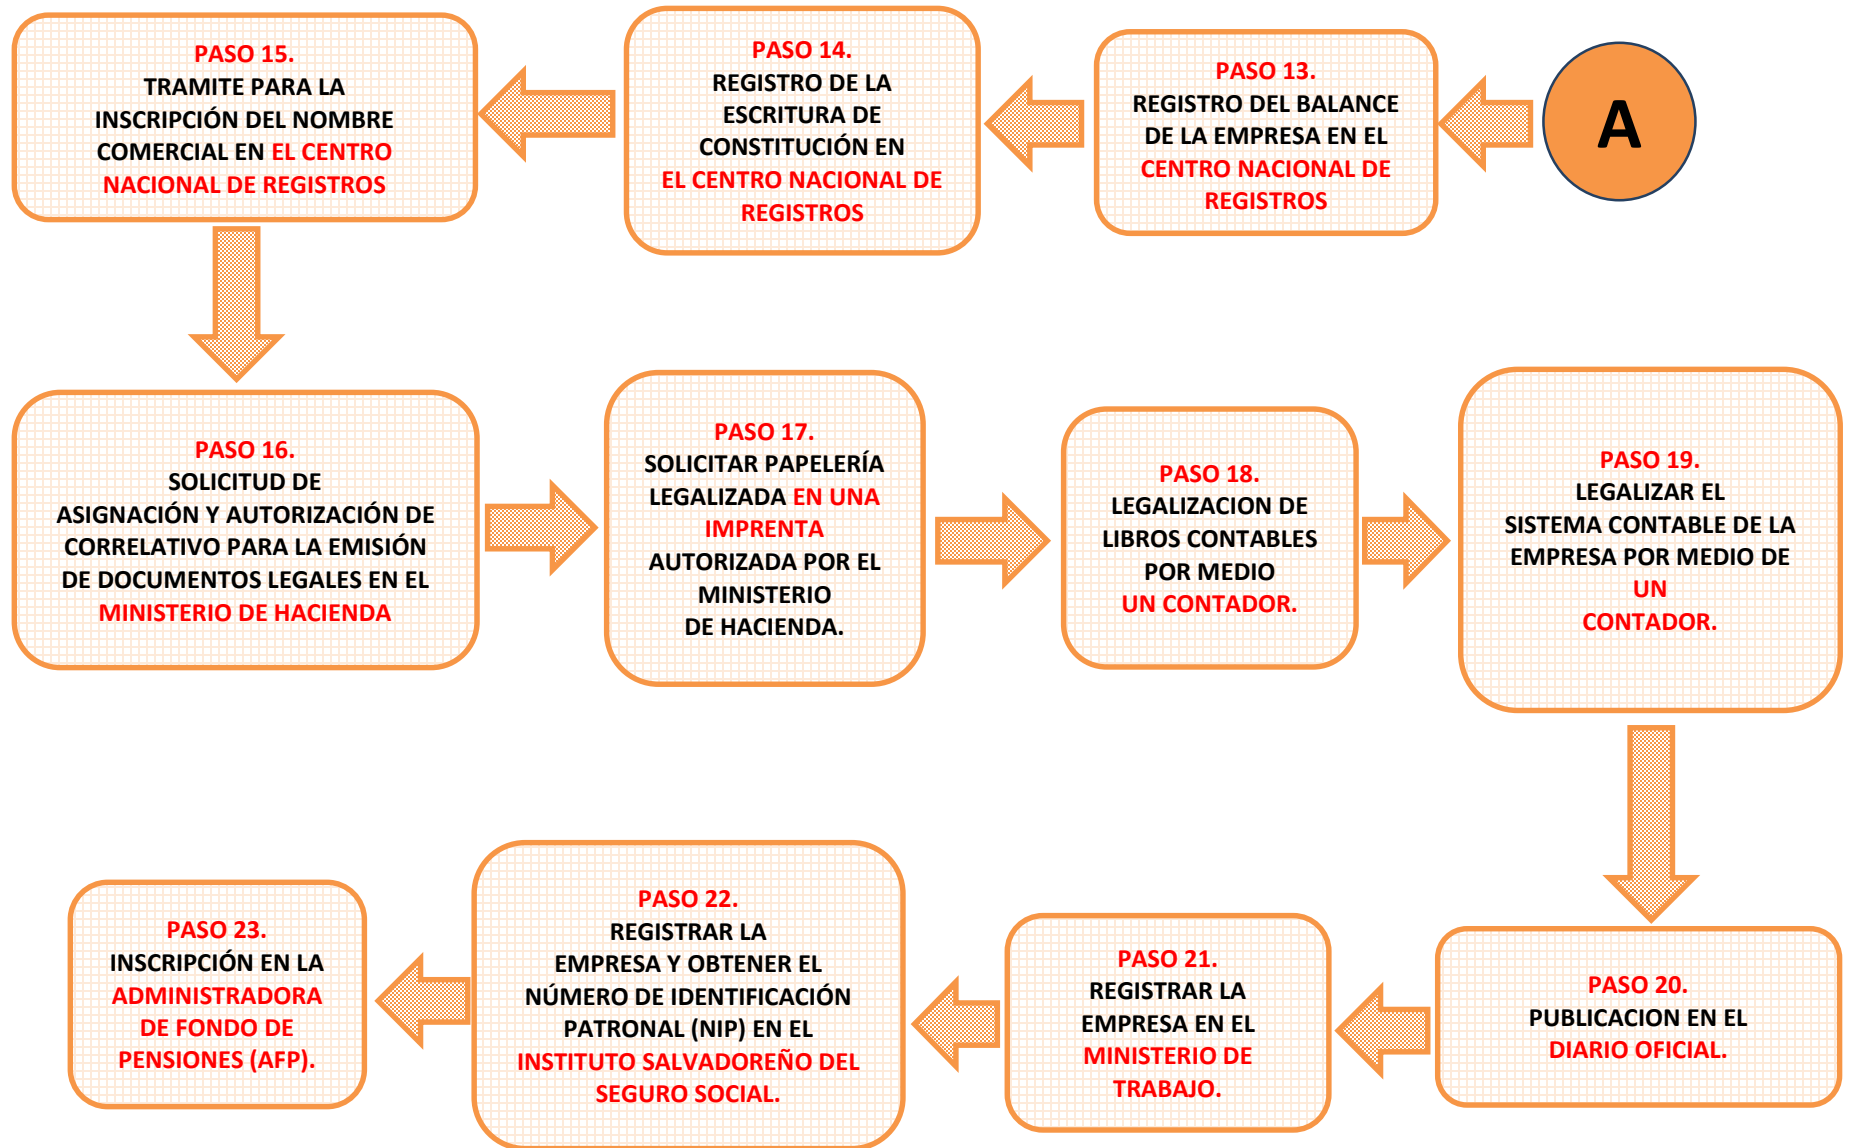 A
PASO 13.
REGISTRO DEL BALANCE
DE LA EMPRESA EN EL
CENTRO NACIONAL DE
REGISTROS
PASO 14.
REGISTRO DE LA
ESCRITURA DE
CONSTITUCIÓN EN
EL CENTRO NACIONAL DE
REGISTROS
PASO 15.
TRAMITE PARA LA
INSCRIPCIÓN DEL NOMBRE
COMERCIAL EN EL CENTRO
NACIONAL DE REGISTROS
PASO 16.
SOLICITUD DE
ASIGNACIÓN Y AUTORIZACIÓN DE
CORRELATIVO PARA LA EMISIÓN
DE DOCUMENTOS LEGALES EN EL
MINISTERIO DE HACIENDA
PASO 17.
SOLICITAR PAPELERÍA
LEGALIZADA EN UNA
IMPRENTA
AUTORIZADA POR EL
MINISTERIO
DE HACIENDA.
PASO 18.
LEGALIZACION DE
LIBROS CONTABLES
POR MEDIO
UN CONTADOR.
PASO 19.
LEGALIZAR EL
SISTEMA CONTABLE DE LA
EMPRESA POR MEDIO DE
UN
CONTADOR.
PASO 20.
PUBLICACION EN EL
DIARIO OFICIAL.
PASO 21.
REGISTRAR LA
EMPRESA EN EL
MINISTERIO DE
TRABAJO.
PASO 22.
REGISTRAR LA
EMPRESA Y OBTENER EL
NÚMERO DE IDENTIFICACIÓN
PATRONAL (NIP) EN EL
INSTITUTO SALVADOREÑO DEL
SEGURO SOCIAL.
PASO 23.
INSCRIPCIÓN EN LA
ADMINISTRADORA
DE FONDO DE
PENSIONES (AFP).